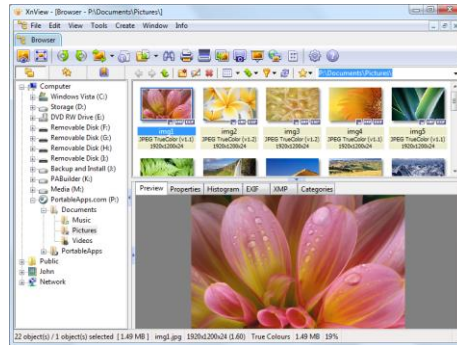 XnView - [Browser - P:\Documents\Pictures\]
File Edit View Tools Create Window Info
Browser
P:\Documents\Pictures\
Computer
Windows Vista (C:)
Storage (D:)
DVD RW Drive (E:)
Removable Disk (F:)
Removable Disk (G:)
Removable Disk (H:)
Removable Disk (I:)
Backup and Install (J:)
PABuilder (K:)
Media (M:)
PortableApps.com (P:)
Documents
Music
Pictures
Videos
PortableApps
Public
John
Network
img1 img2 img3 img4 img5
JPEG TrueColor (v1.1) JPEG TrueColor (v1.2) JPEG TrueColor (v1.2) JPEG TrueColor (v1.2) JPEG TrueColor (v1.1)
1920x1200x24 1920x1200x24 1920x1200x24 1920x1200x24 1920x1200x24
Preview Properties Histogram EXIF XMP Categories
22 object(s) / 1 object(s) selected [1.49 MB] img1.jpg 1920x1200x24 (1.60) True Colours 1.49 MB 19%